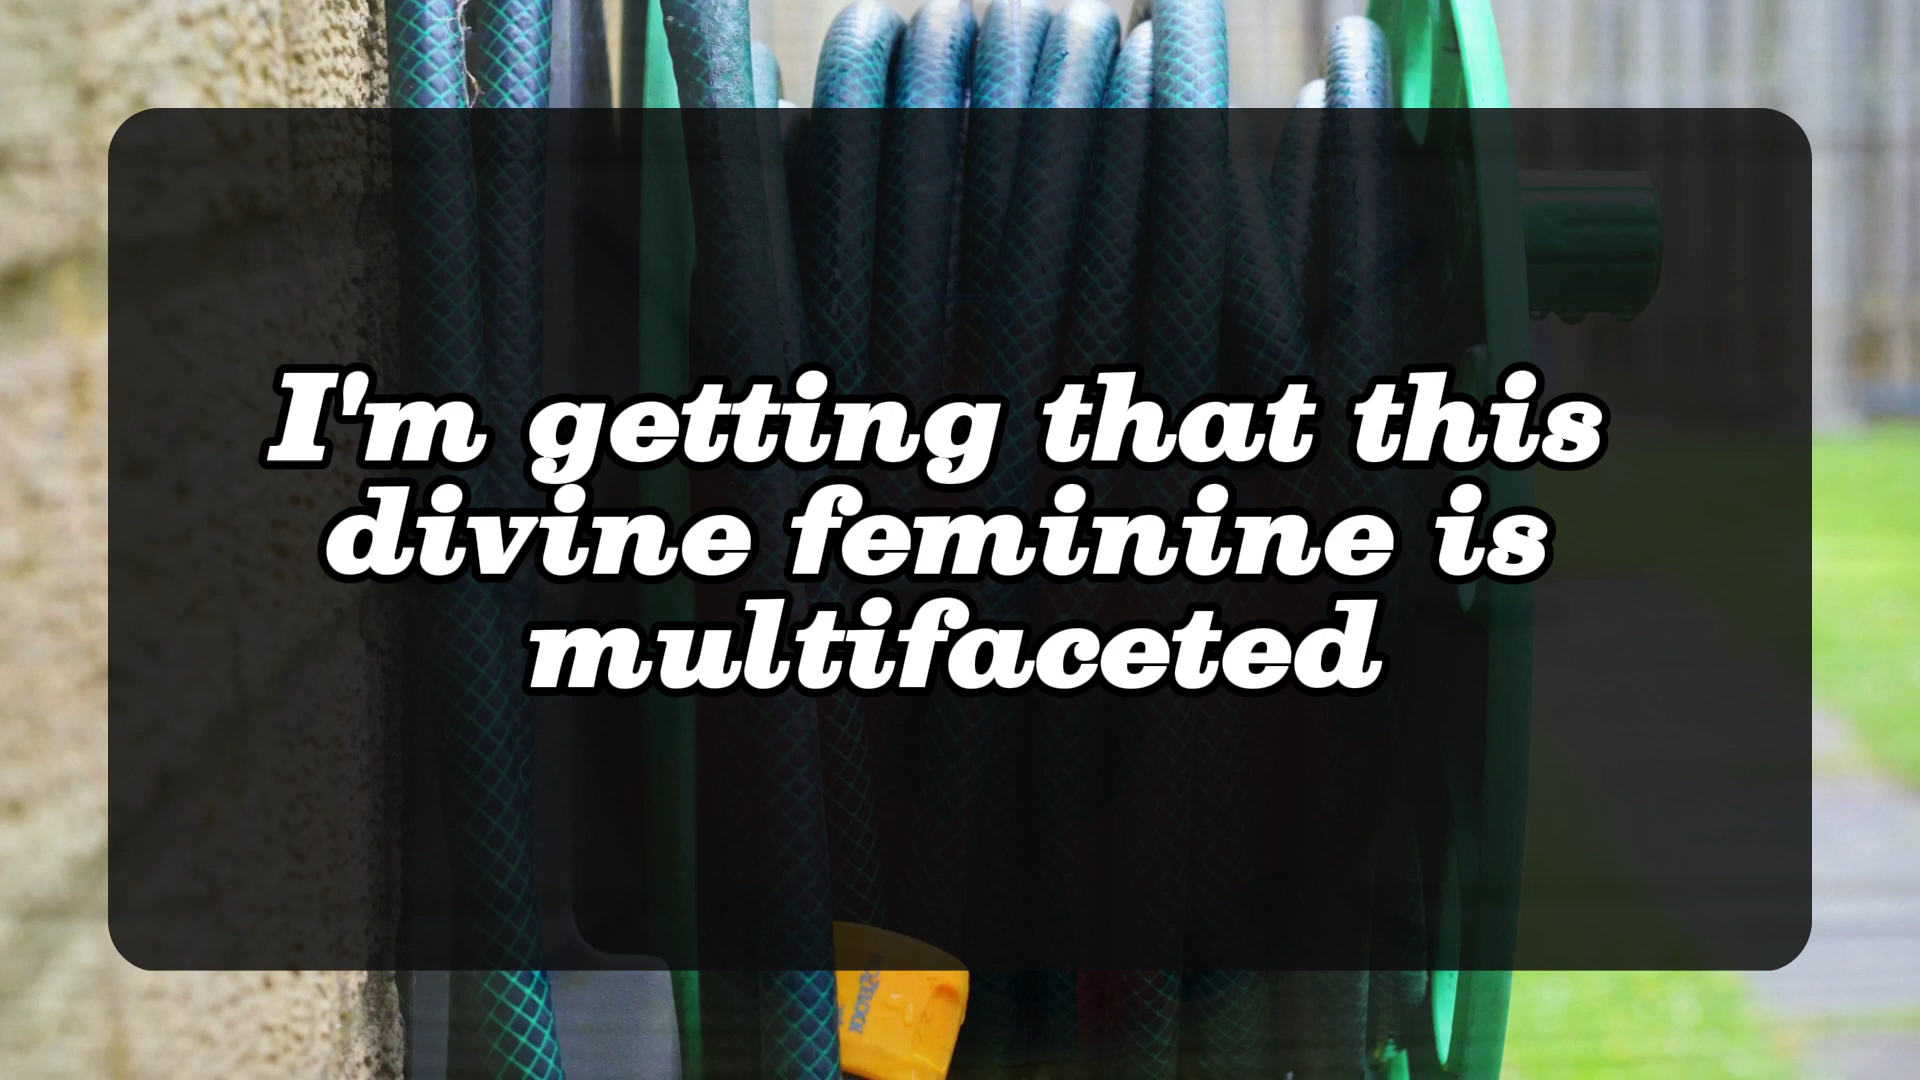 I'm getting that this
divine feminine is
multifaceted